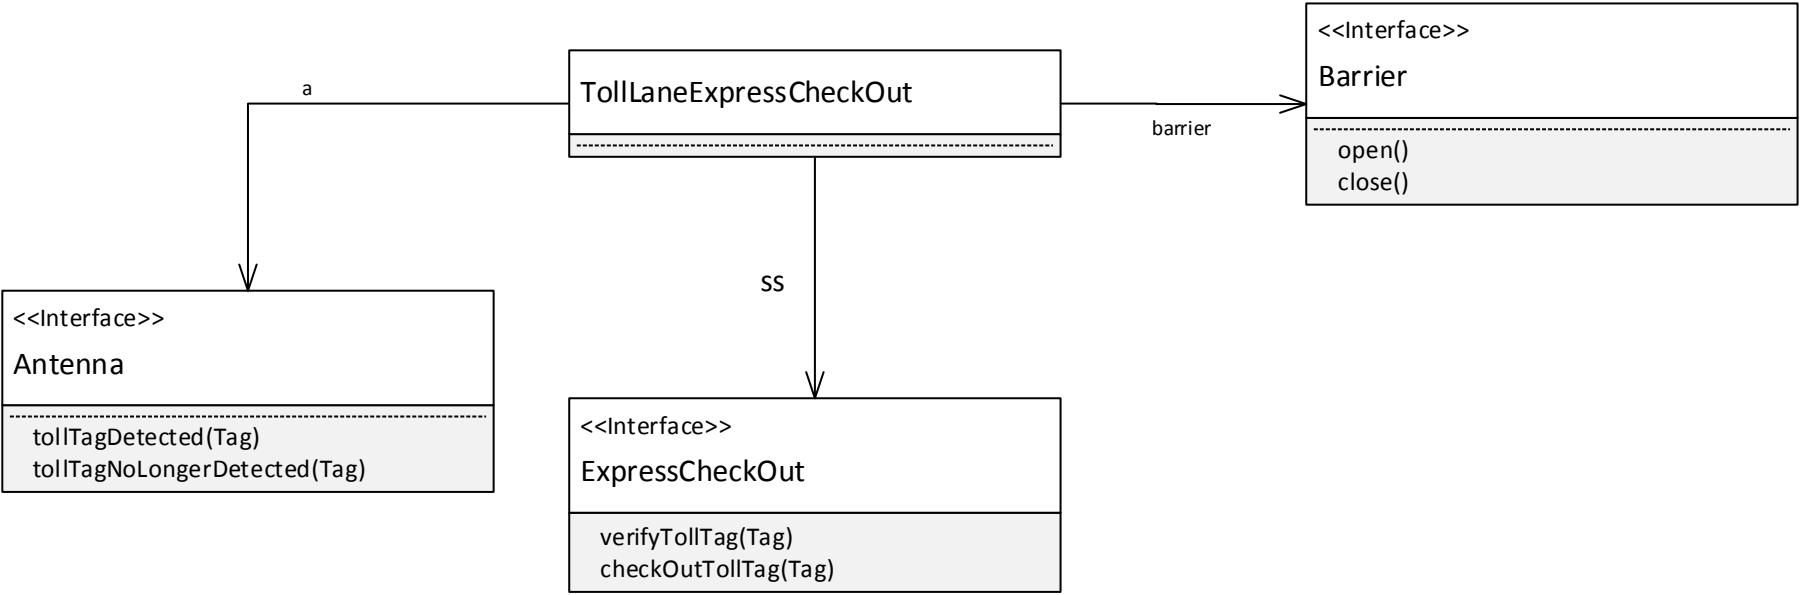 <<Interface>>
Barrier
open()
close()
TollLaneExpressCheckOut
a
barrier
ss
<<Interface>>
Antenna
tollTagDetected(Tag)
tollTagNoLongerDetected(Tag)
<<Interface>>
ExpressCheckOut
verifyTollTag(Tag)
checkOutTollTag(Tag)